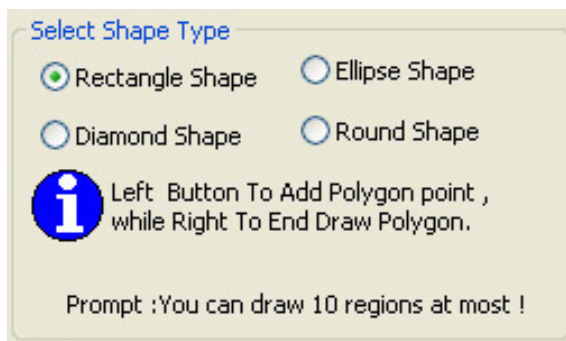 Select Shape Type
Rectangle Shape Ellipse Shape
Diamond Shape Round Shape
Left Button To Add Polygon point ,
while Right To End Draw Polygon.
Prompt :You can draw 10 regions at most !